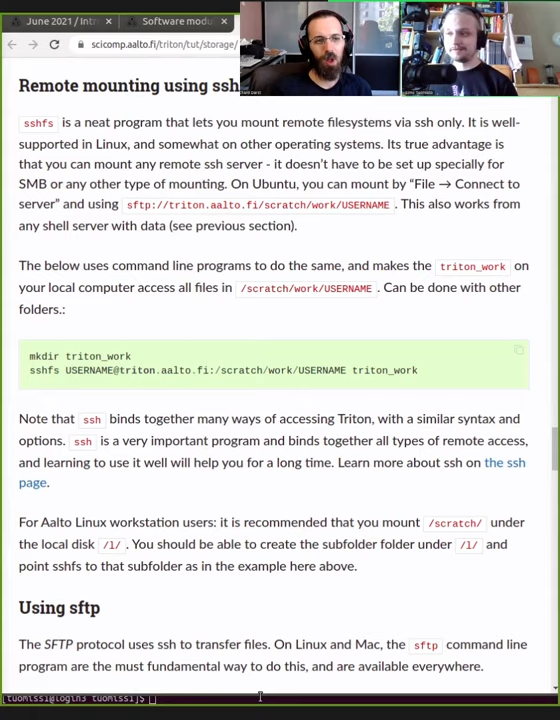 June 2021 / Intr
Software modu
scicomp.aalto.fi/triton/tut/storage/
Remote mounting using ssh
sshfs is a neat program that lets you mount remote filesystems via ssh only. It is well-
supported in Linux, and somewhat on other operating systems. Its true advantage is
that you can mount any remote ssh server - it doesn't have to be set up specially for
SMB or any other type of mounting. On Ubuntu, you can mount by “File → Connect to
server” and using sftp://triton.aalto.fi/scratch/work/USERNAME . This also works from
any shell server with data (see previous section).
The below uses command line programs to do the same, and makes the triton_work on
your local computer access all files in /scratch/work/USERNAME . Can be done with other
folders.:
mkdir triton_work
sshfs USERNAME@triton.aalto.fi:/scratch/work/USERNAME triton_work
Note that ssh binds together many ways of accessing Triton, with a similar syntax and
options. ssh is a very important program and binds together all types of remote access,
and learning to use it well will help you for a long time. Learn more about ssh on the ssh
page.
For Aalto Linux workstation users: it is recommended that you mount /scratch/ under
the local disk /l/ . You should be able to create the subfolder folder under /l/ and
point sshfs to that subfolder as in the example here above.
Using sftp
The SFTP protocol uses ssh to transfer files. On Linux and Mac, the sftp command line
program are the must fundamental way to do this, and are available everywhere.
[tuomiss1@login3 tuomiss1]$